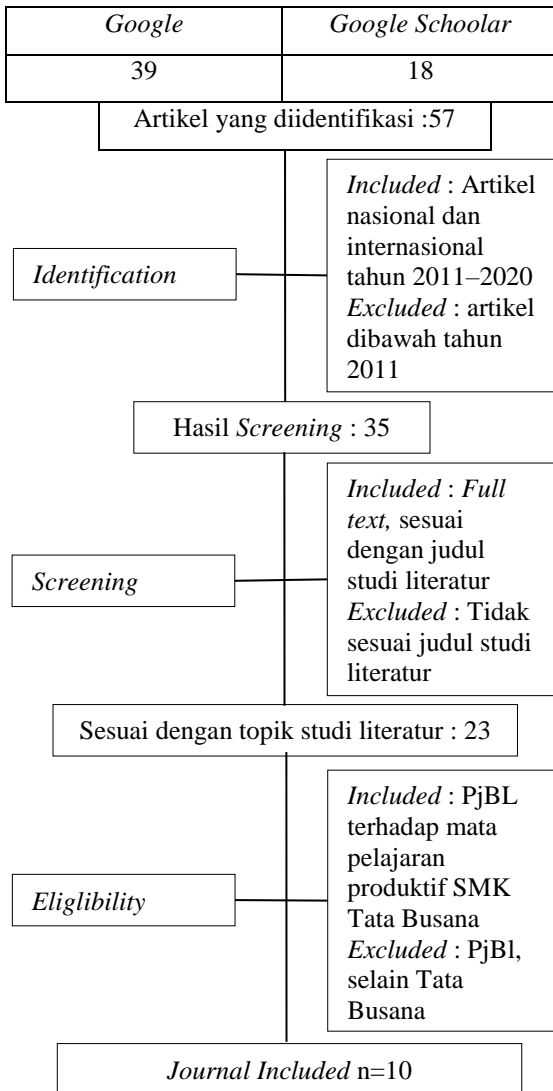 Google Google Schoolar
39 18
Artikel yang diidentifikasi :57
Included : Artikel
nasional dan
internasional
tahun 2011–2020
Excluded : artikel
dibawah tahun
2011
Identification
Hasil Screening : 35
Included : Full
text, sesuai
dengan judul
studi literatur
Excluded : Tidak
sesuai judul studi
literatur
Screening
Sesuai dengan topik studi literatur : 23
Included : PjBL
terhadap mata
pelajaran
produktif SMK
Tata Busana
Excluded : PjBl,
selain Tata
Busana
Eliglibility
Journal Included n=10